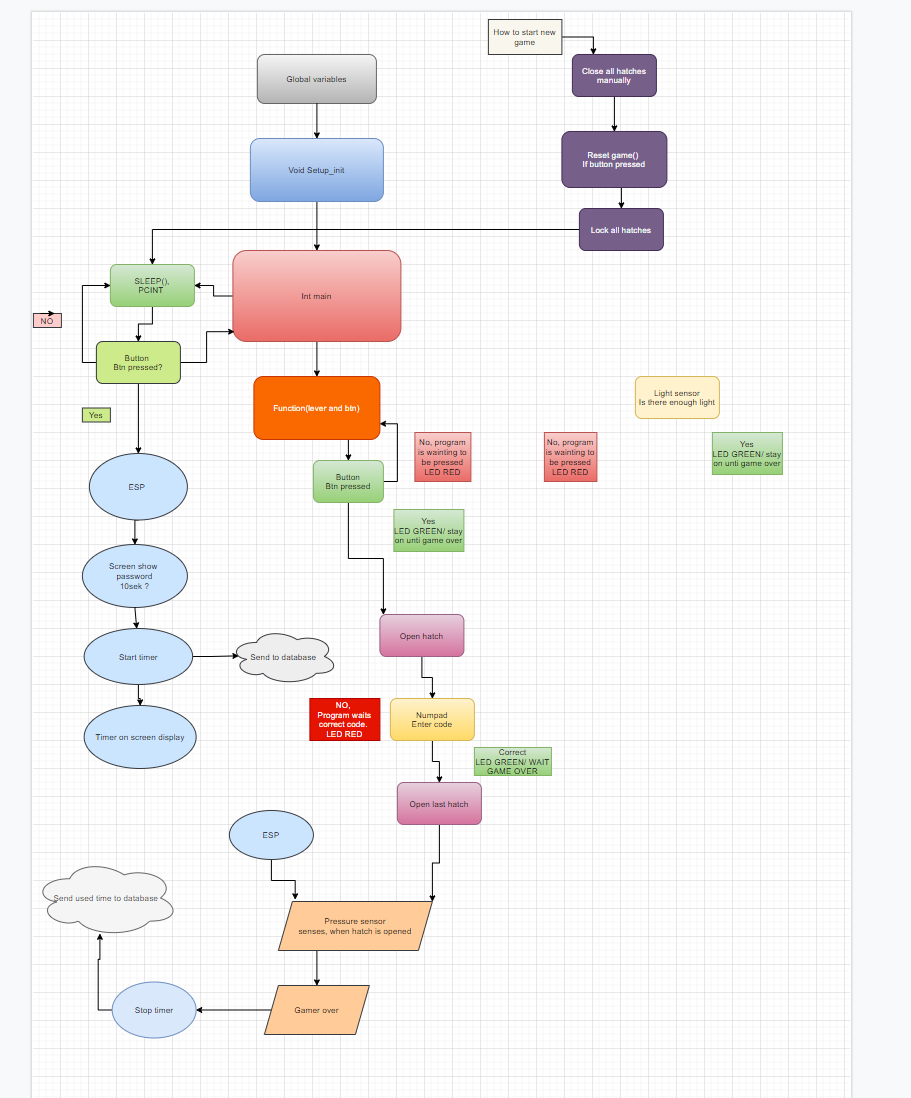 How to start new
game
Global variables
Close all hatches
manually
Void Setup_init
Reset game()
If button pressed
Lock all hatches
SLEEP(),
PCINT
Int main
NO
Button
Btn pressed?
Yes
Function(lever and btn)
Light sensor
Is there enough light
No, program
is wainting to
be pressed
LED RED
No, program
is wainting to
be pressed
LED RED
Yes
LED GREEN/ stay
on unti game over
Button
Btn pressed
ESP
Yes
LED GREEN/ stay
on unti game over
Screen show
password
10sek ?
Open hatch
Start timer
Send to database
NO,
Program waits
correct code.
LED RED
Numpad
Enter code
Timer on screen display
Correct
LED GREEN/ WAIT
GAME OVER
Open last hatch
ESP
Send used time to database
Pressure sensor
senses, when hatch is opened
Stop timer
Gamer over